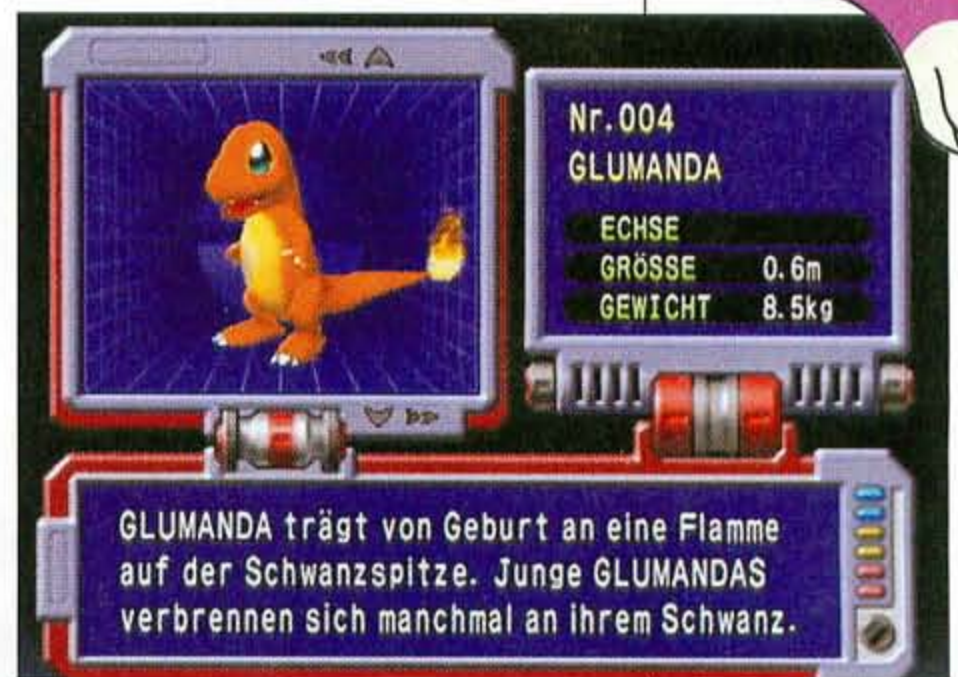 Nr.004
GLUMANDA
ECHSE
GRÖSSE 0.6m
GEWICHT 8.5kg
GLUMANDA trägt von Geburt an eine Flamme
auf der Schwanzspitze. Junge GLUMANDAS
verbrennen sich manchmal an ihrem Schwanz.